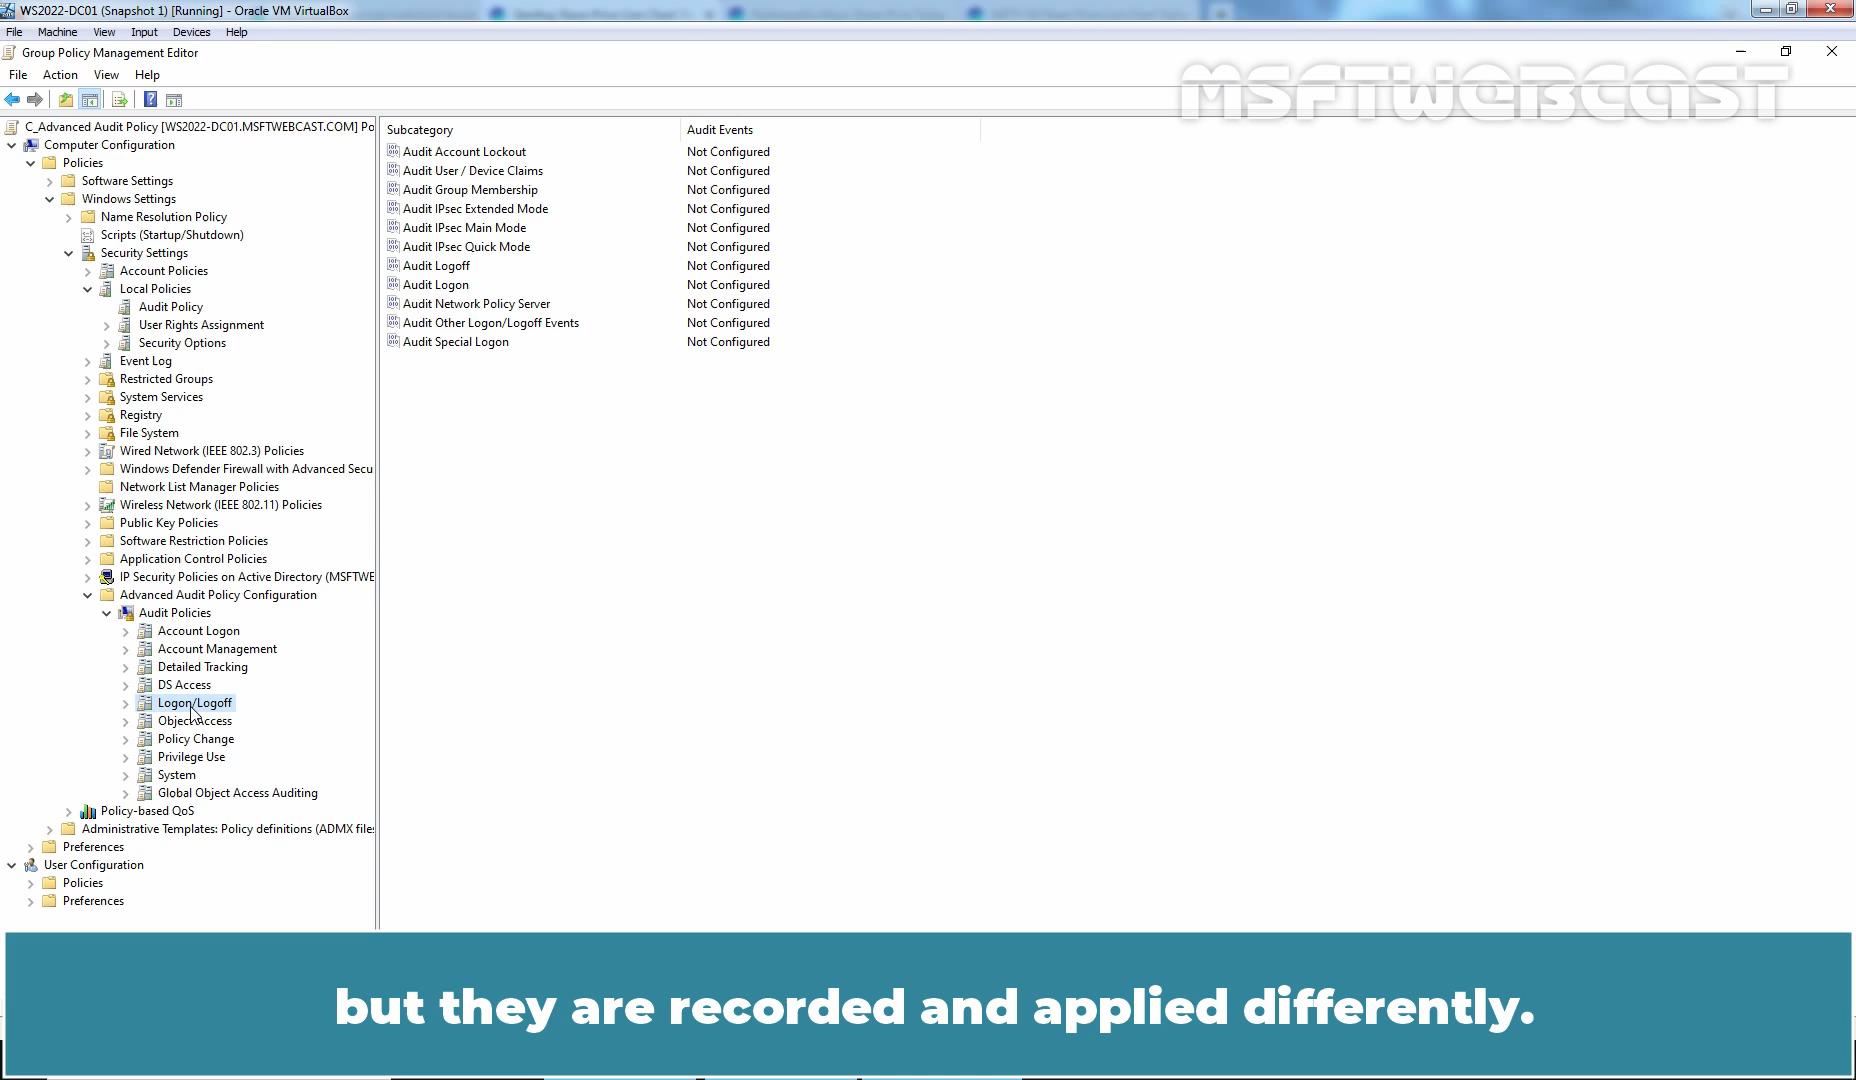 WS2022-DC01 (Snapshot 1) [Running] - Oracle VM VirtualBox
File Machine View Input Devices Help
Group Policy Management Editor
File Action View Help
MSFTWEBCAST
C_Advanced Audit Policy [WS2022-DC01.MSFTWEBCAST.COM] Po
Computer Configuration
Policies
Software Settings
Windows Settings
Name Resolution Policy
Scripts (Startup/Shutdown)
Security Settings
Account Policies
Local Policies
Audit Policy
User Rights Assignment
Security Options
Event Log
Restricted Groups
System Services
Registry
File System
Wired Network (IEEE 802.3) Policies
Windows Defender Firewall with Advanced Secu
Network List Manager Policies
Wireless Network (IEEE 802.11) Policies
Public Key Policies
Software Restriction Policies
Application Control Policies
IP Security Policies on Active Directory (MSFTWE
Advanced Audit Policy Configuration
Audit Policies
Account Logon
Account Management
Detailed Tracking
DS Access
Logon/Logoff
Object Access
Policy Change
Privilege Use
System
Global Object Access Auditing
Policy-based QoS
Administrative Templates: Policy definitions (ADMX files
Preferences
User Configuration
Policies
Preferences
Subcategory Audit Events
Audit Account Lockout Not Configured
Audit User / Device Claims Not Configured
Audit Group Membership Not Configured
Audit IPsec Extended Mode Not Configured
Audit IPsec Main Mode Not Configured
Audit IPsec Quick Mode Not Configured
Audit Logoff Not Configured
Audit Logon Not Configured
Audit Network Policy Server Not Configured
Audit Other Logon/Logoff Events Not Configured
Audit Special Logon Not Configured
but they are recorded and applied differently.